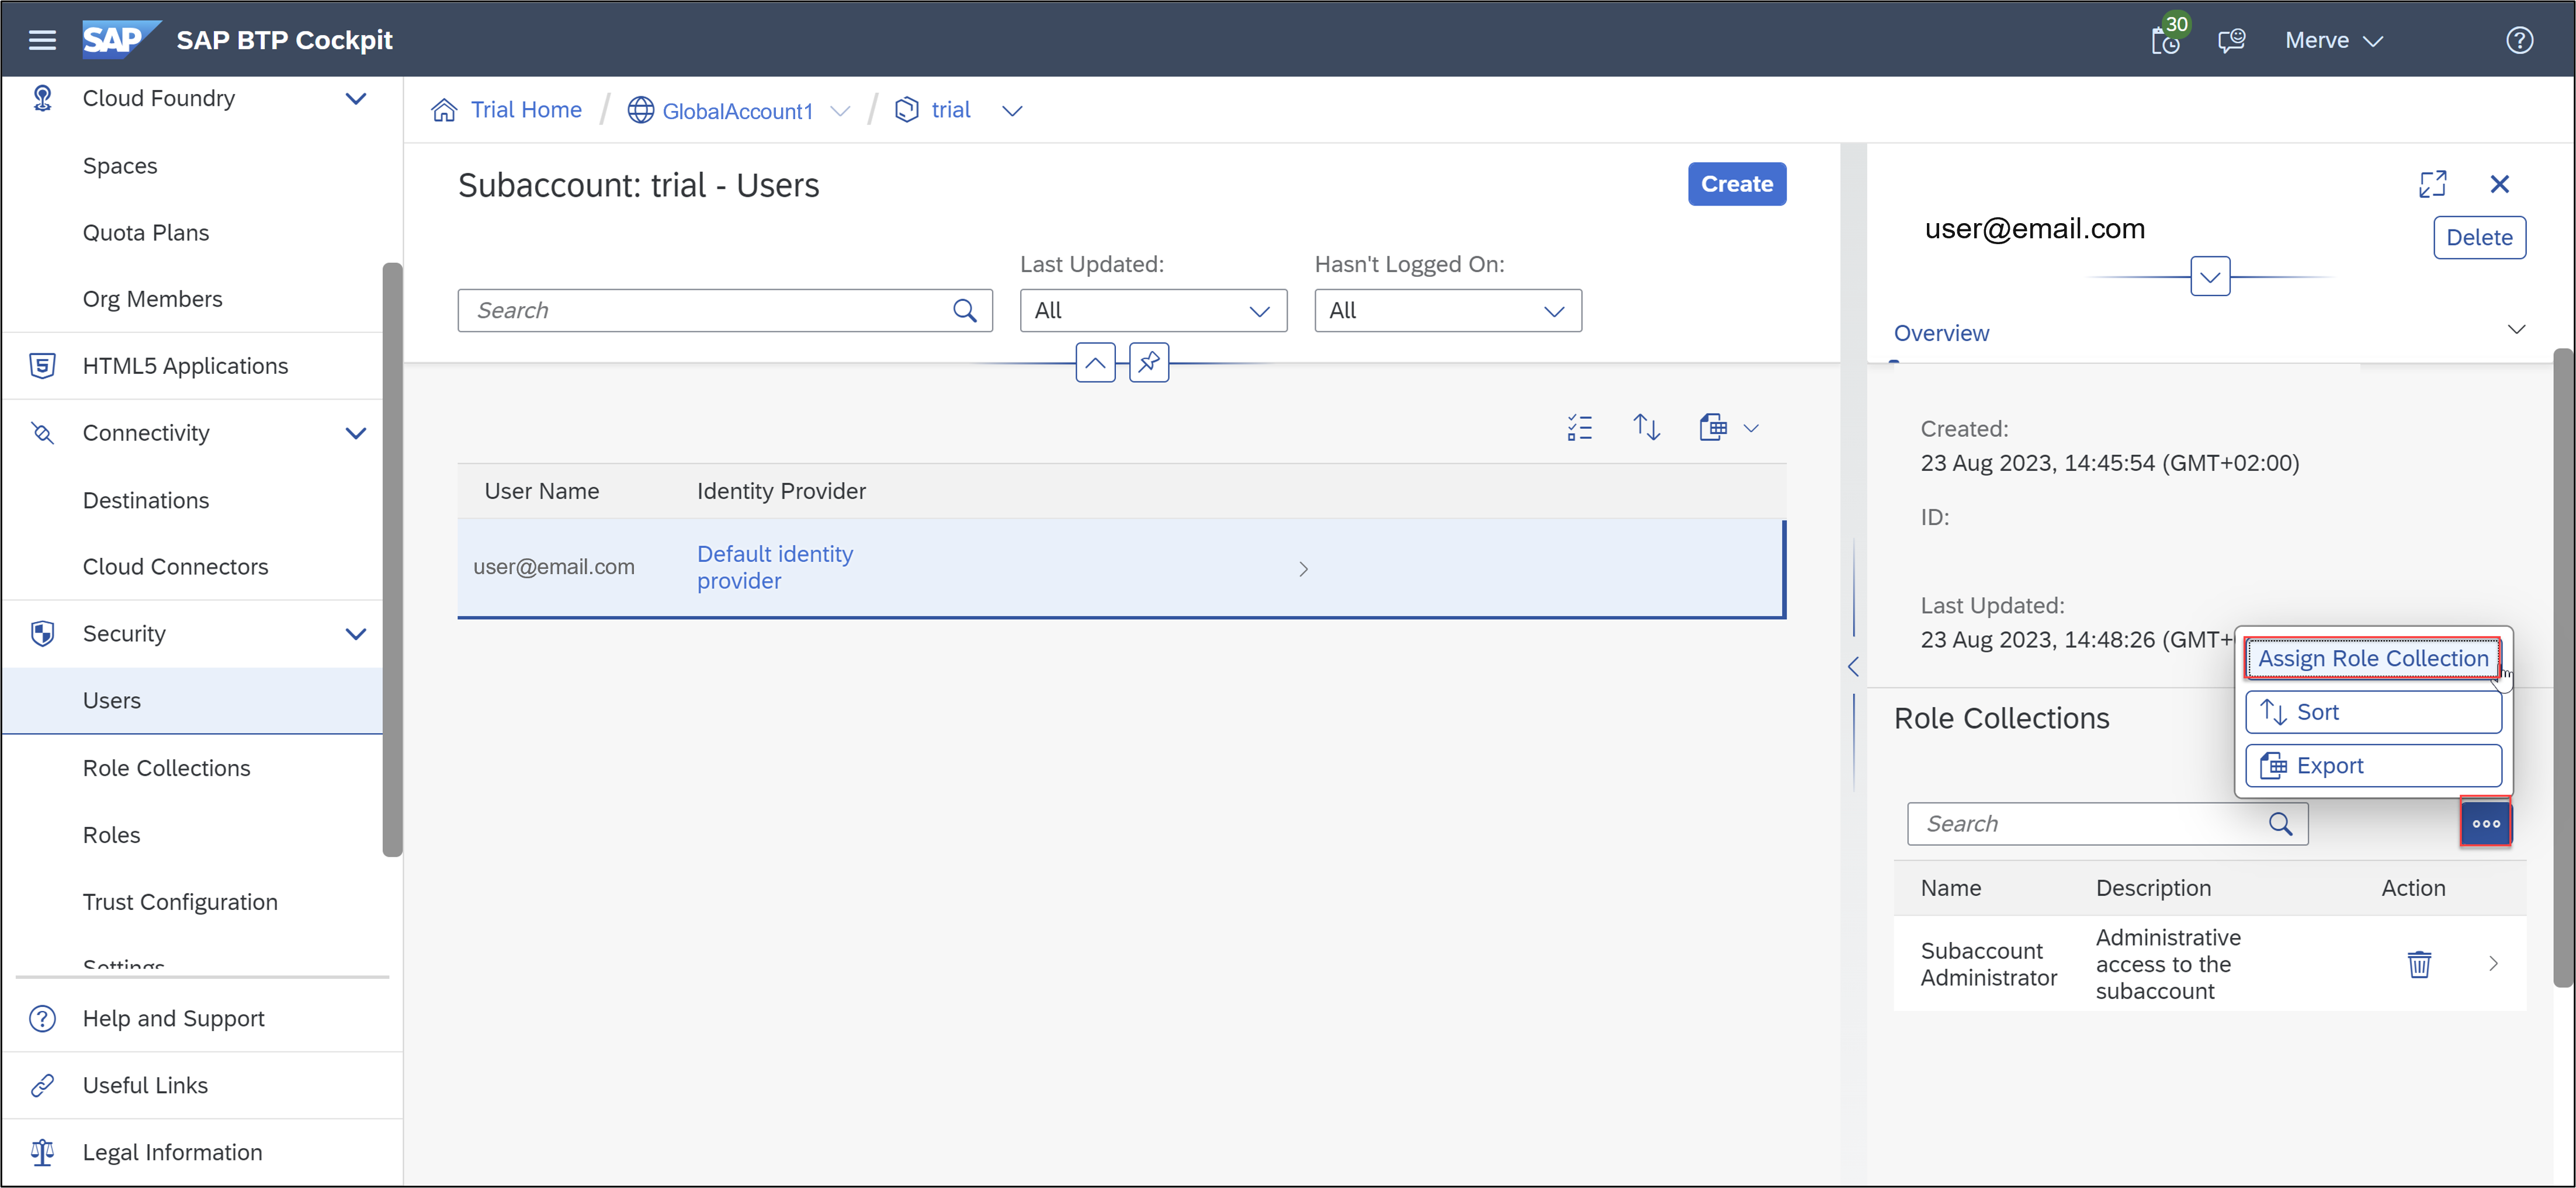 SAP
SAP BTP Cockpit
30
Merve
Cloud Foundry
Spaces
Quota Plans
Org Members
HTML5 Applications
Connectivity
Destinations
Cloud Connectors
Security
Users
Role Collections
Roles
Trust Configuration
Settings
Help and Support
Useful Links
Legal Information
Trial Home / GlobalAccount1 / trial
Subaccount: trial - Users
Create
Last Updated:
Hasn't Logged On:
Search
All
All
User Name
Identity Provider
user@email.com
Default identity
provider
user@email.com
Delete
Overview
Created:
23 Aug 2023, 14:45:54 (GMT+02:00)
ID:
Last Updated:
23 Aug 2023, 14:48:26 (GMT+
Assign Role Collection
Sort
Export
Role Collections
Search
Name
Description
Action
Subaccount
Administrator
Administrative
access to the
subaccount